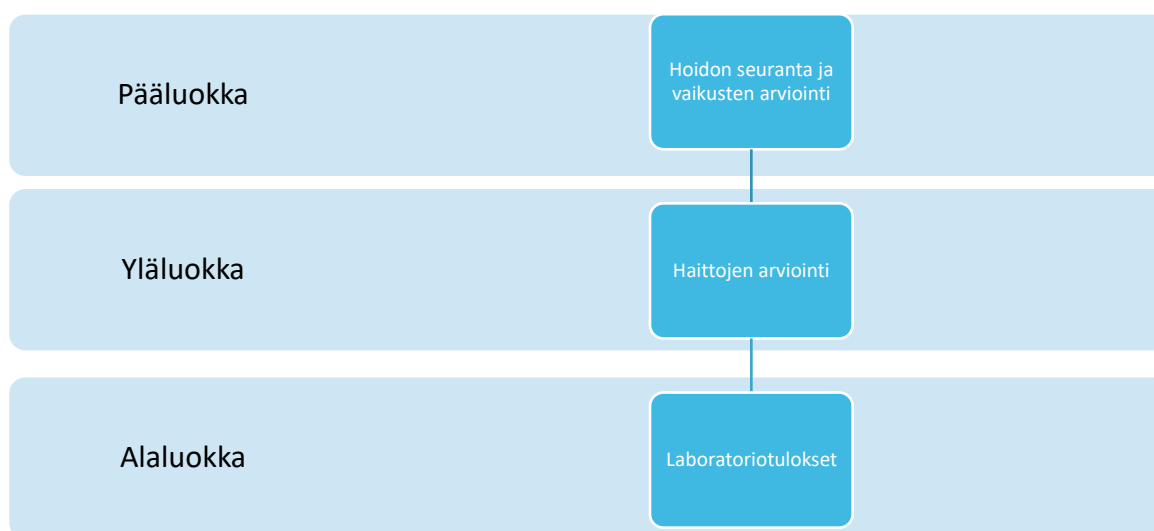 Pääluokka
Hoidon seuranta ja
vaikusten arviointi
Yläluokka
Haittojen arviointi
Alaluokka
Laboratoriotulokset